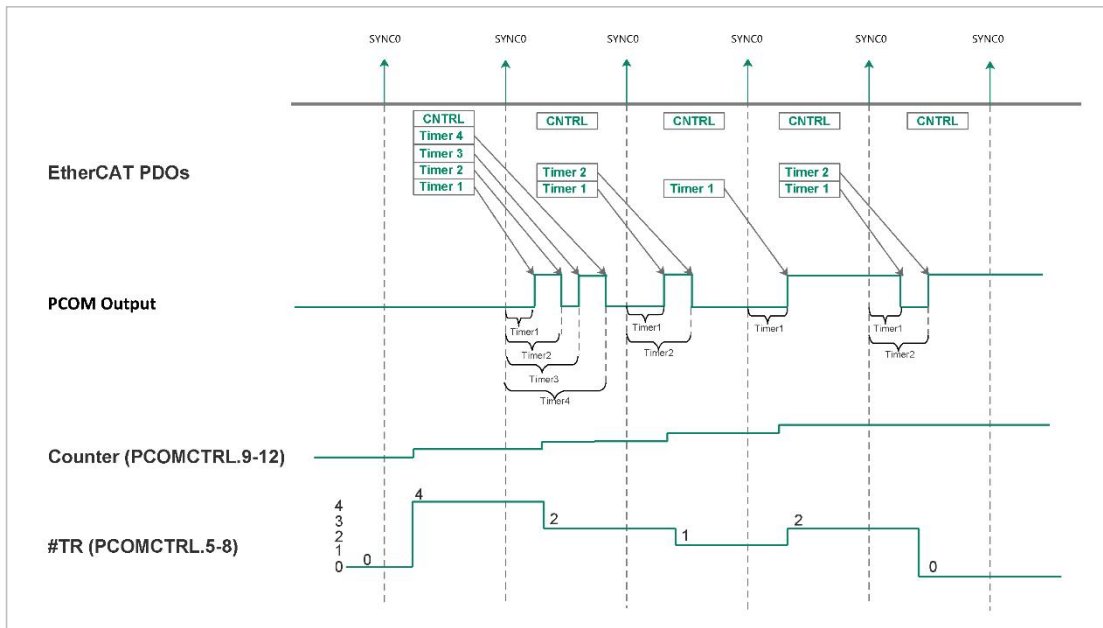 SYNC0 SYNC0 SYNC0 SYNC0 SYNC0 SYNC0
CNTRL CNTRL CNTRL CNTRL CNTRL
Timer 4
Timer 3
EtherCAT PDOs
Timer 2 Timer 2 Timer 2
Timer 1 Timer 1 Timer 1 Timer 1
PCOM Output
Timer1 Timer1 Timer1 Timer1
Timer2 Timer2 Timer2
Timer3
Timer4
Counter (PCOMCTRL.9-12)
#TR (PCOMCTRL.5-8)
4
3
2
1
0
0 4 2 1 2 0